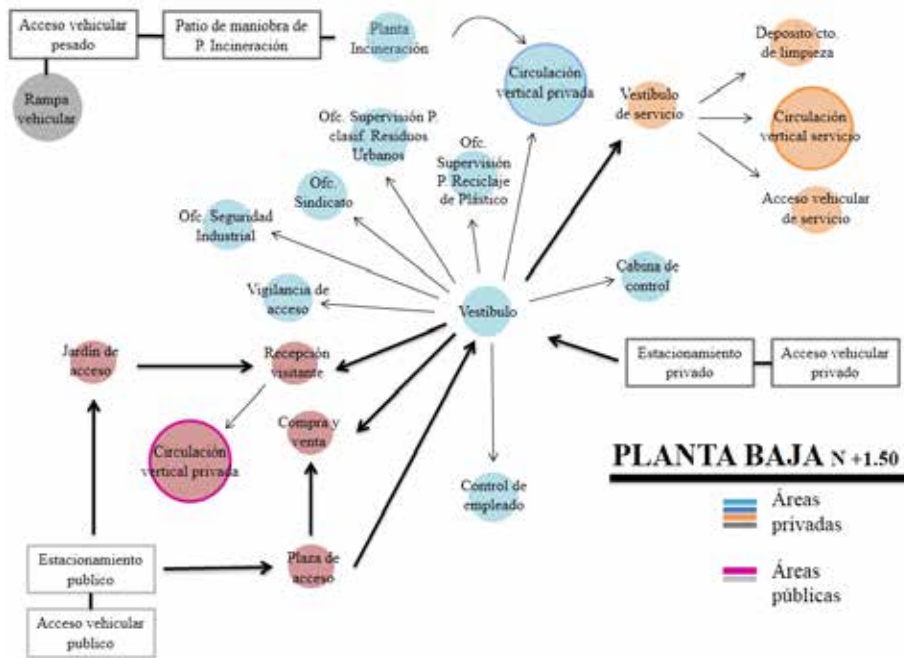 Acceso vehicular
pesado
Patio de maniobra de
P. Incineración
Planta
Incineración
Circulación
vertical privada
Deposito cto.
de limpieza
Vestíbulo
de servicio
Circulación
vertical servicio
Acceso vehicular
de servicio
Rampa
vehicular
Ofc. Supervisión P.
clasif. Residuos
Urbanos
Ofc.
Supervisión
P. Reciclaje
de Plástico
Ofc.
Sindicato
Ofc. Seguridad
Industrial
Cabina de
control
Vigilancia de
acceso
Vestíbulo
Jardín de
acceso
Recepción
visitante
Estacionamiento
privado
Acceso vehicular
privado
Compra y
venta
Circulación
vertical privada
PLANTA BAJA N +1.50
Control de
empleado
Áreas
privadas
Estacionamiento
publico
Plaza de
acceso
Áreas
públicas
Acceso vehicular
publico